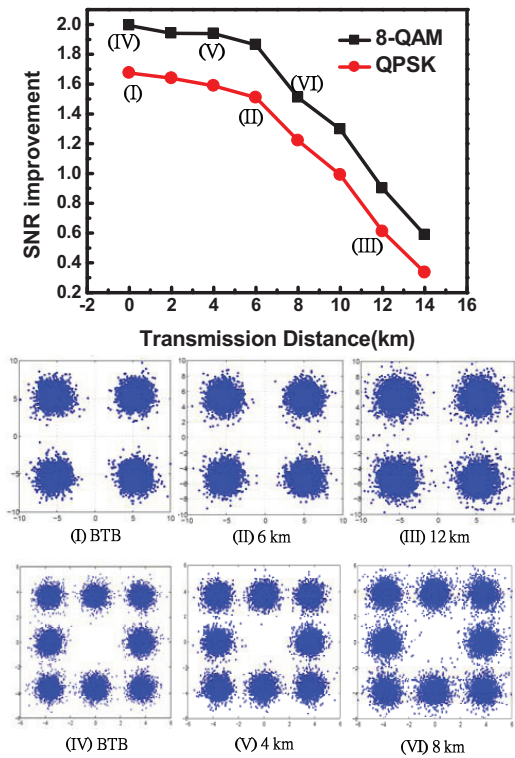 2.0
1.8
1.6
1.4
1.2
1.0
0.8
0.6
0.4
0.2
SNR improvement
8-QAM
QPSK
(IV)
(V)
(VI)
(I)
(II)
(III)
-2 0 2 4 6 8 10 12 14 16
Transmission Distance(km)
(I) BTB
(II) 6 km
(III) 12 km
(IV) BTB
(V) 4 km
(VI) 8 km